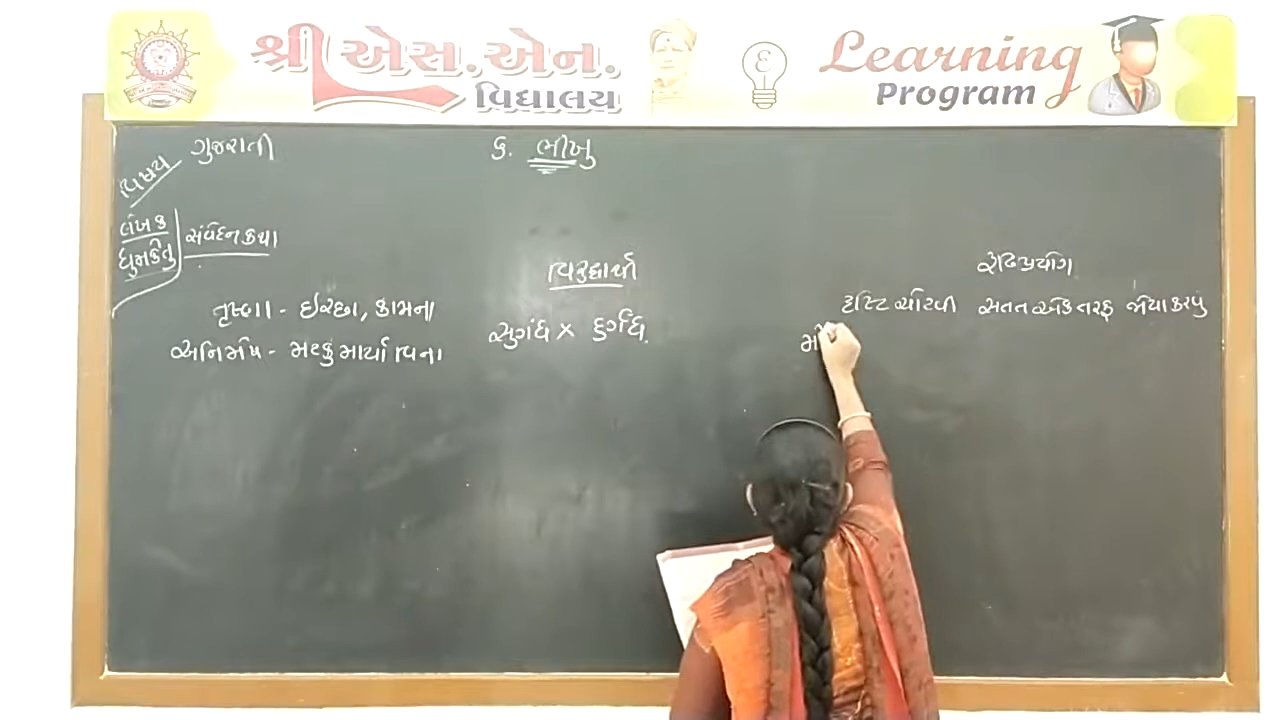 શ્રી એસ.એન.
વિદ્યાલય
Learning
Program
વિષય ગુજરાતી
૬. ભીખુ
લેખક
ધુમકેતુ
સંવેદનકથા
વિરુદ્ધાર્થી
રૂઢિપ્રયોગ
તૃષ્ણા - ઈચ્છા, કામના
સુગંધ × દુર્ગંધ.
દૃષ્ટિ ચોંટવી સતત એક તરફ જોયા કરવું
અનિમેષ - મટકું માર્યા વિના